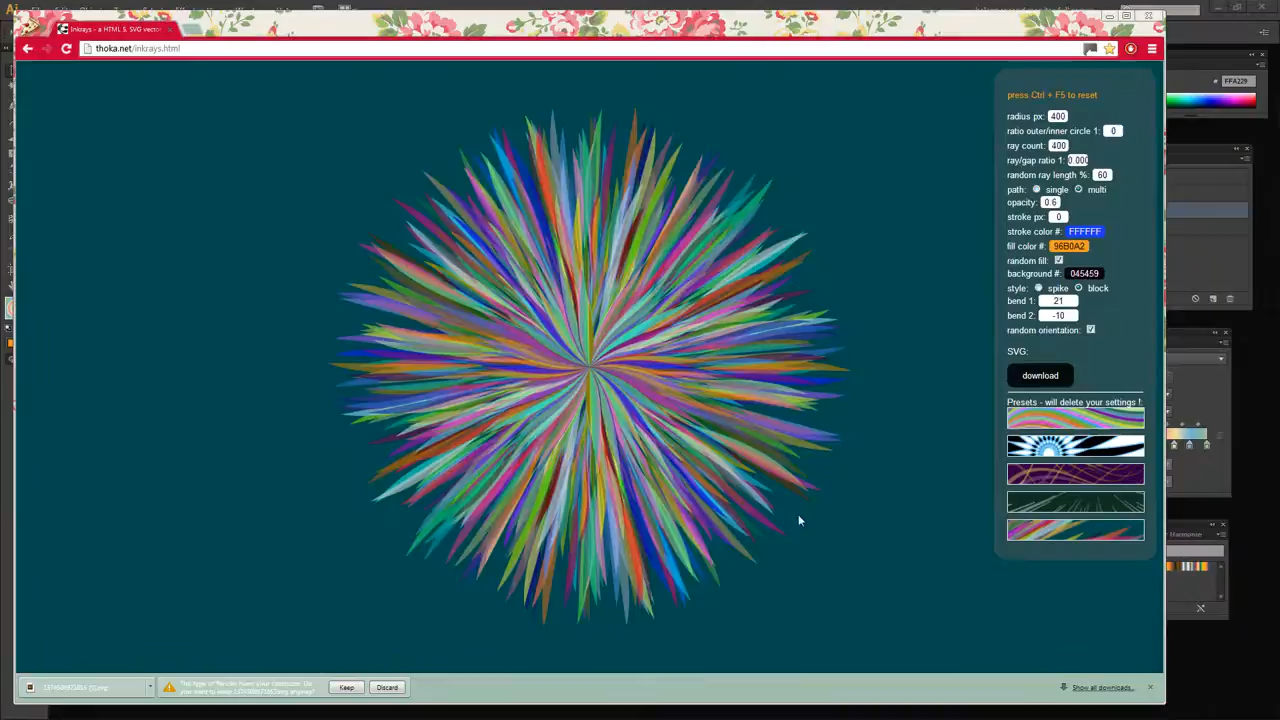 Inkrays - a HTML 5, SVG vecto
thoka.net/inkrays.html
# FFA229
press Ctrl + F5 to reset
radius px: 400
ratio outer/inner circle 1: 0
ray count: 400
ray/gap ratio 1: 0.000
random ray length %: 60
path: single multi
opacity: 0.6
stroke px: 0
stroke color #: FFFFFF
fill color #: 96B0A2
random fill:
background #: 045459
style: spike block
bend 1: 21
bend 2: -10
random orientation:
SVG:
download
Presets - will delete your settings !:
Harmonie
Keep
Discard
Show all downloads...